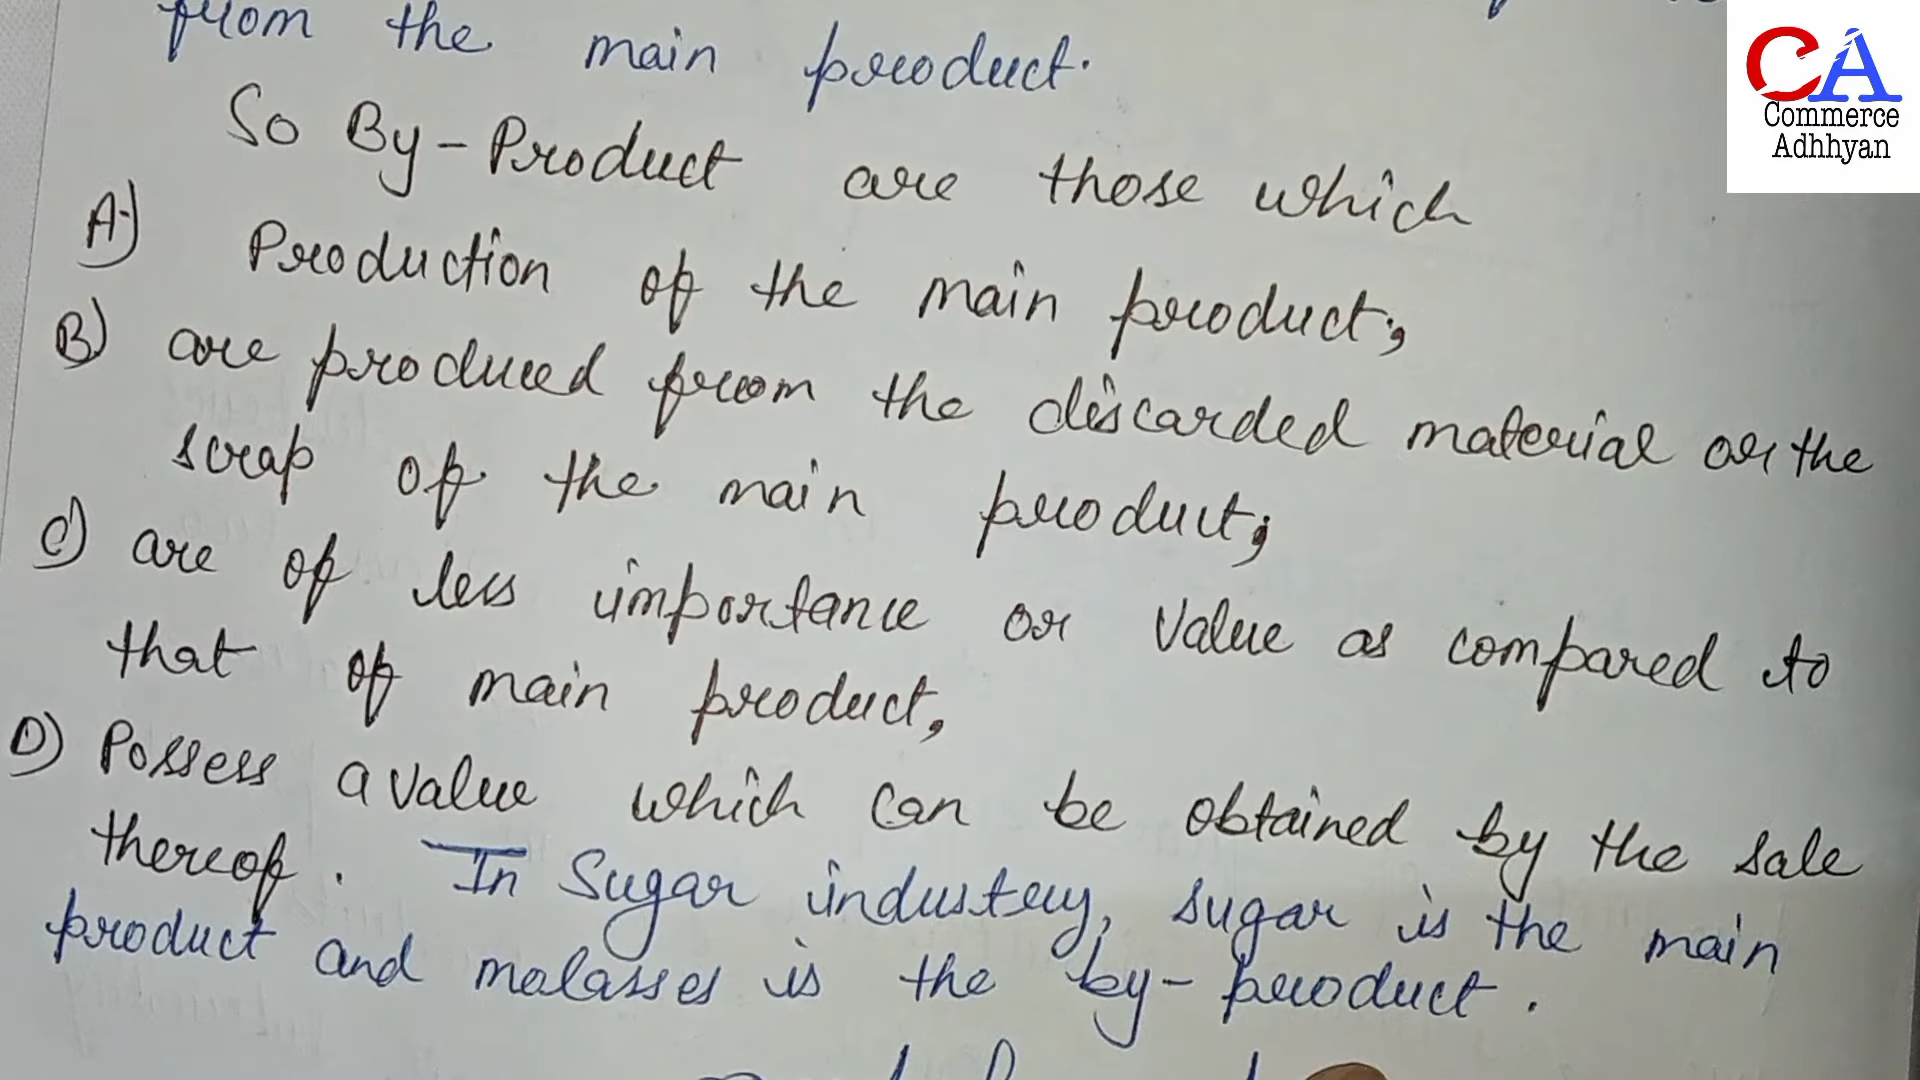 from the main product.
So By-Product are those which
A) Production of the main product;
B) are produced from the discarded material or the
scrap of the main product;
C) are of less importance or Value as compared to
that of main product,
D) Possess a value which can be obtained by the sale
thereof. In Sugar industry, sugar is the main
product and molasses is the by-product.
CA
Commerce
Adhhyan